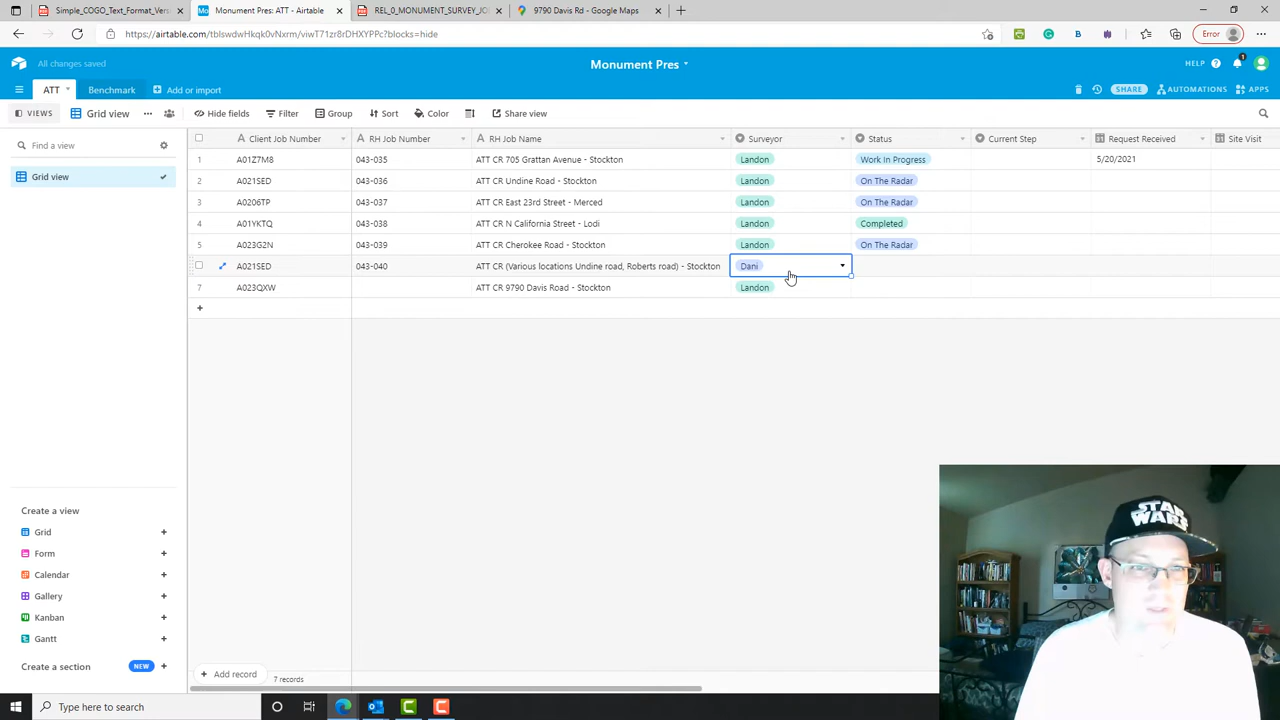 Simple_COGO_Text_Format_Vers
Monument Pres: ATT - Airtable
REL_0_MONUMENT_SURVEY_JO
9790 Davis Rd - Google Maps
https://airtable.com/tblswdwHkqk0vNxrm/viwT71zr8rDHXYPPc?blocks=hide
Error
All changes saved
Monument Pres
HELP
1
ATT
Benchmark
Add or import
SHARE
AUTOMATIONS
APPS
VIEWS
Grid view
Hide fields
Filter
Group
Sort
Color
Share view
Find a view
Grid view
Client Job Number
RH Job Number
RH Job Name
Surveyor
Status
Current Step
Request Received
Site Visit
1 A01Z7M8 043-035 ATT CR 705 Grattan Avenue - Stockton Landon Work In Progress 5/20/2021
2 A021SED 043-036 ATT CR Undine Road - Stockton Landon On The Radar
3 A0206TP 043-037 ATT CR East 23rd Street - Merced Landon On The Radar
4 A01YKTQ 043-038 ATT CR N California Street - Lodi Landon Completed
5 A023G2N 043-039 ATT CR Cherokee Road - Stockton Landon On The Radar
A021SED 043-040 ATT CR (Various locations Undine road, Roberts road) - Stockton Dani
7 A023QXW ATT CR 9790 Davis Road - Stockton Landon
Create a view
Grid
Form
Calendar
Gallery
Kanban
Gantt
Create a section NEW
Add record
7 records
STAR
WARS
Type here to search